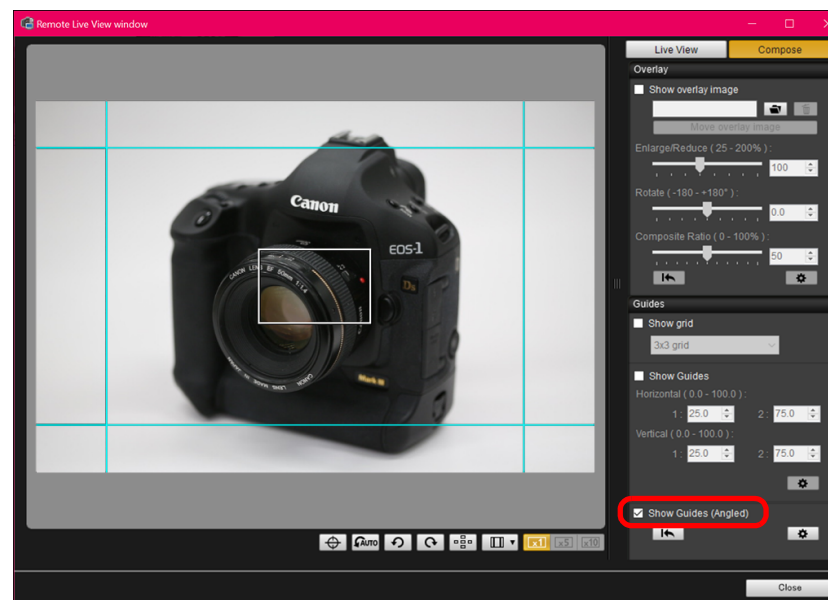 Remote Live View window
Live View
Compose
Overlay
Show overlay image
Move overlay image
Enlarge/Reduce ( 25 - 200% ) :
100
Rotate ( -180 - +180° ) :
0.0
Composite Ratio ( 0 - 100% ) :
50
Guides
Show grid
3x3 grid
Show Guides
Horizontal ( 0.0 - 100.0 ) :
1 : 25.0 2 : 75.0
Vertical ( 0.0 - 100.0 ) :
1 : 25.0 2 : 75.0
Show Guides (Angled)
Canon
EOS-1
Ds
CANON LENS EF 50mm 1:1.4
Mark III
AUTO
x1 x5 x10
Close